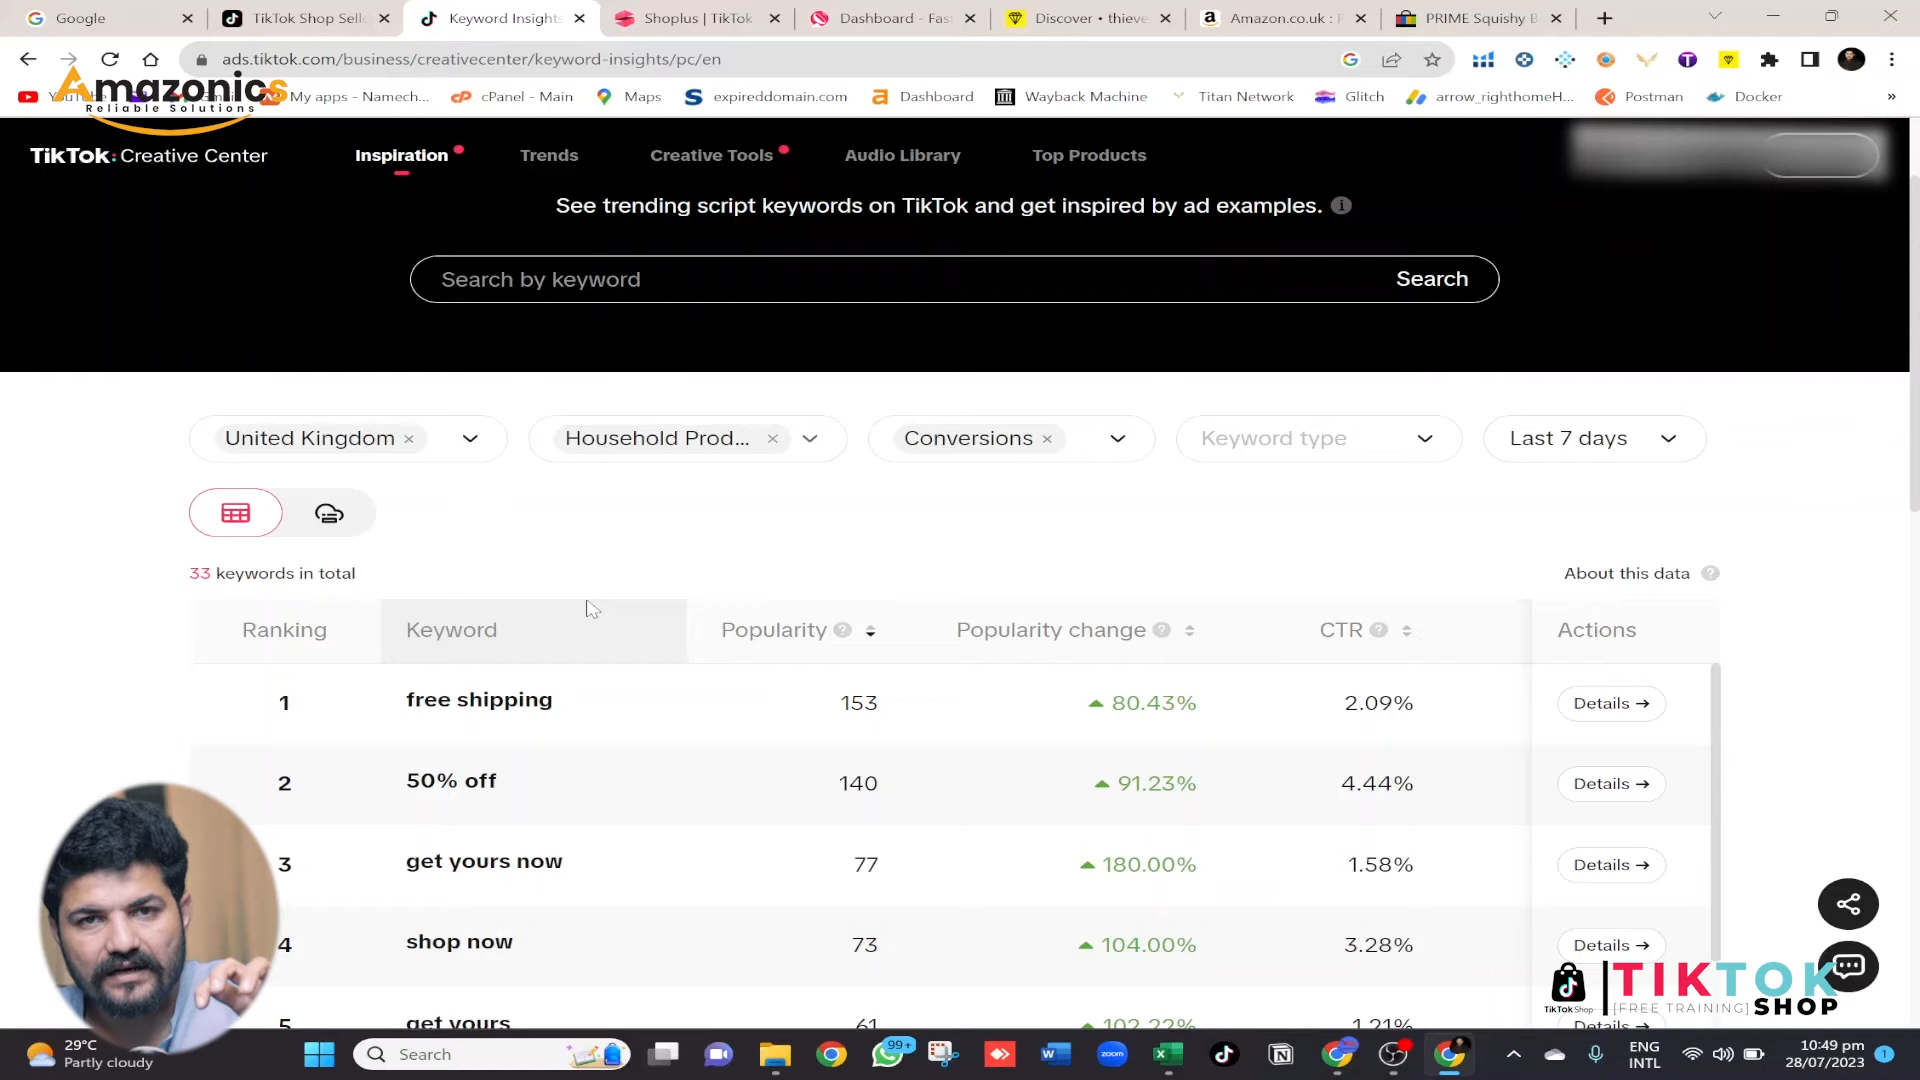 Google
TikTok Shop Selle
Keyword Insights
Shoplus | TikTok
Dashboard - Fas
Discover • thieve
Amazon.co.uk : P
PRIME Squishy B
ads.tiktok.com/business/creativecenter/keyword-insights/pc/en
Amazonics
Reliable Solutions
My apps - Namech...
cPanel - Main
Maps
expireddomain.com
Dashboard
Wayback Machine
Titan Network
Glitch
arrow_righthomeH...
Postman
Docker
»
TikTok: Creative Center
Inspiration
Trends
Creative Tools
Audio Library
Top Products
See trending script keywords on TikTok and get inspired by ad examples.
Search by keyword
Search
United Kingdom ×
Household Prod... ×
Conversions ×
Keyword type
Last 7 days
33 keywords in total
About this data ?
Ranking
Keyword
Popularity ?
Popularity change ?
CTR ?
Actions
1 free shipping 153 80.43% 2.09% Details →
2 50% off 140 91.23% 4.44% Details →
3 get yours now 77 180.00% 1.58% Details →
4 shop now 73 104.00% 3.28% Details →
5 get yours 61 102.22% 1.21% Details →
TikTok Shop
TIKTOK
[FREE TRAINING] SHOP
29°C
Partly cloudy
Search
99+
zoom
ENG
INTL
10:49 pm
28/07/2023
1